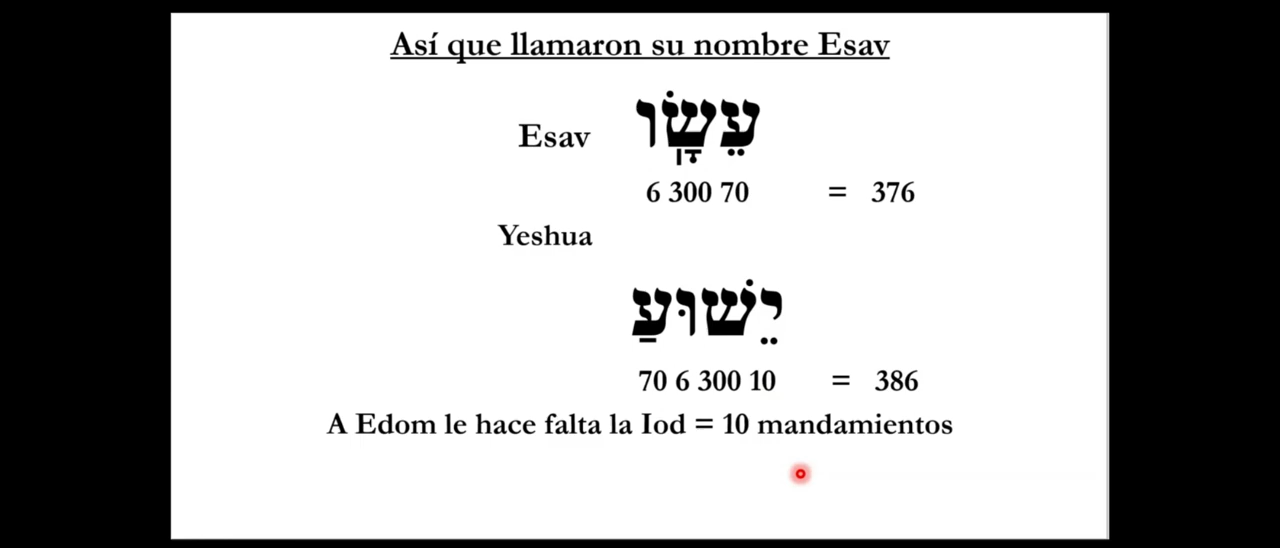 Así que llamaron su nombre Esav
Esav עֵשָׂ֖ו
6 300 70 = 376
Yeshua
יֵשׁוּעַ
70 6 300 10 = 386
A Edom le hace falta la Iod = 10 mandamientos